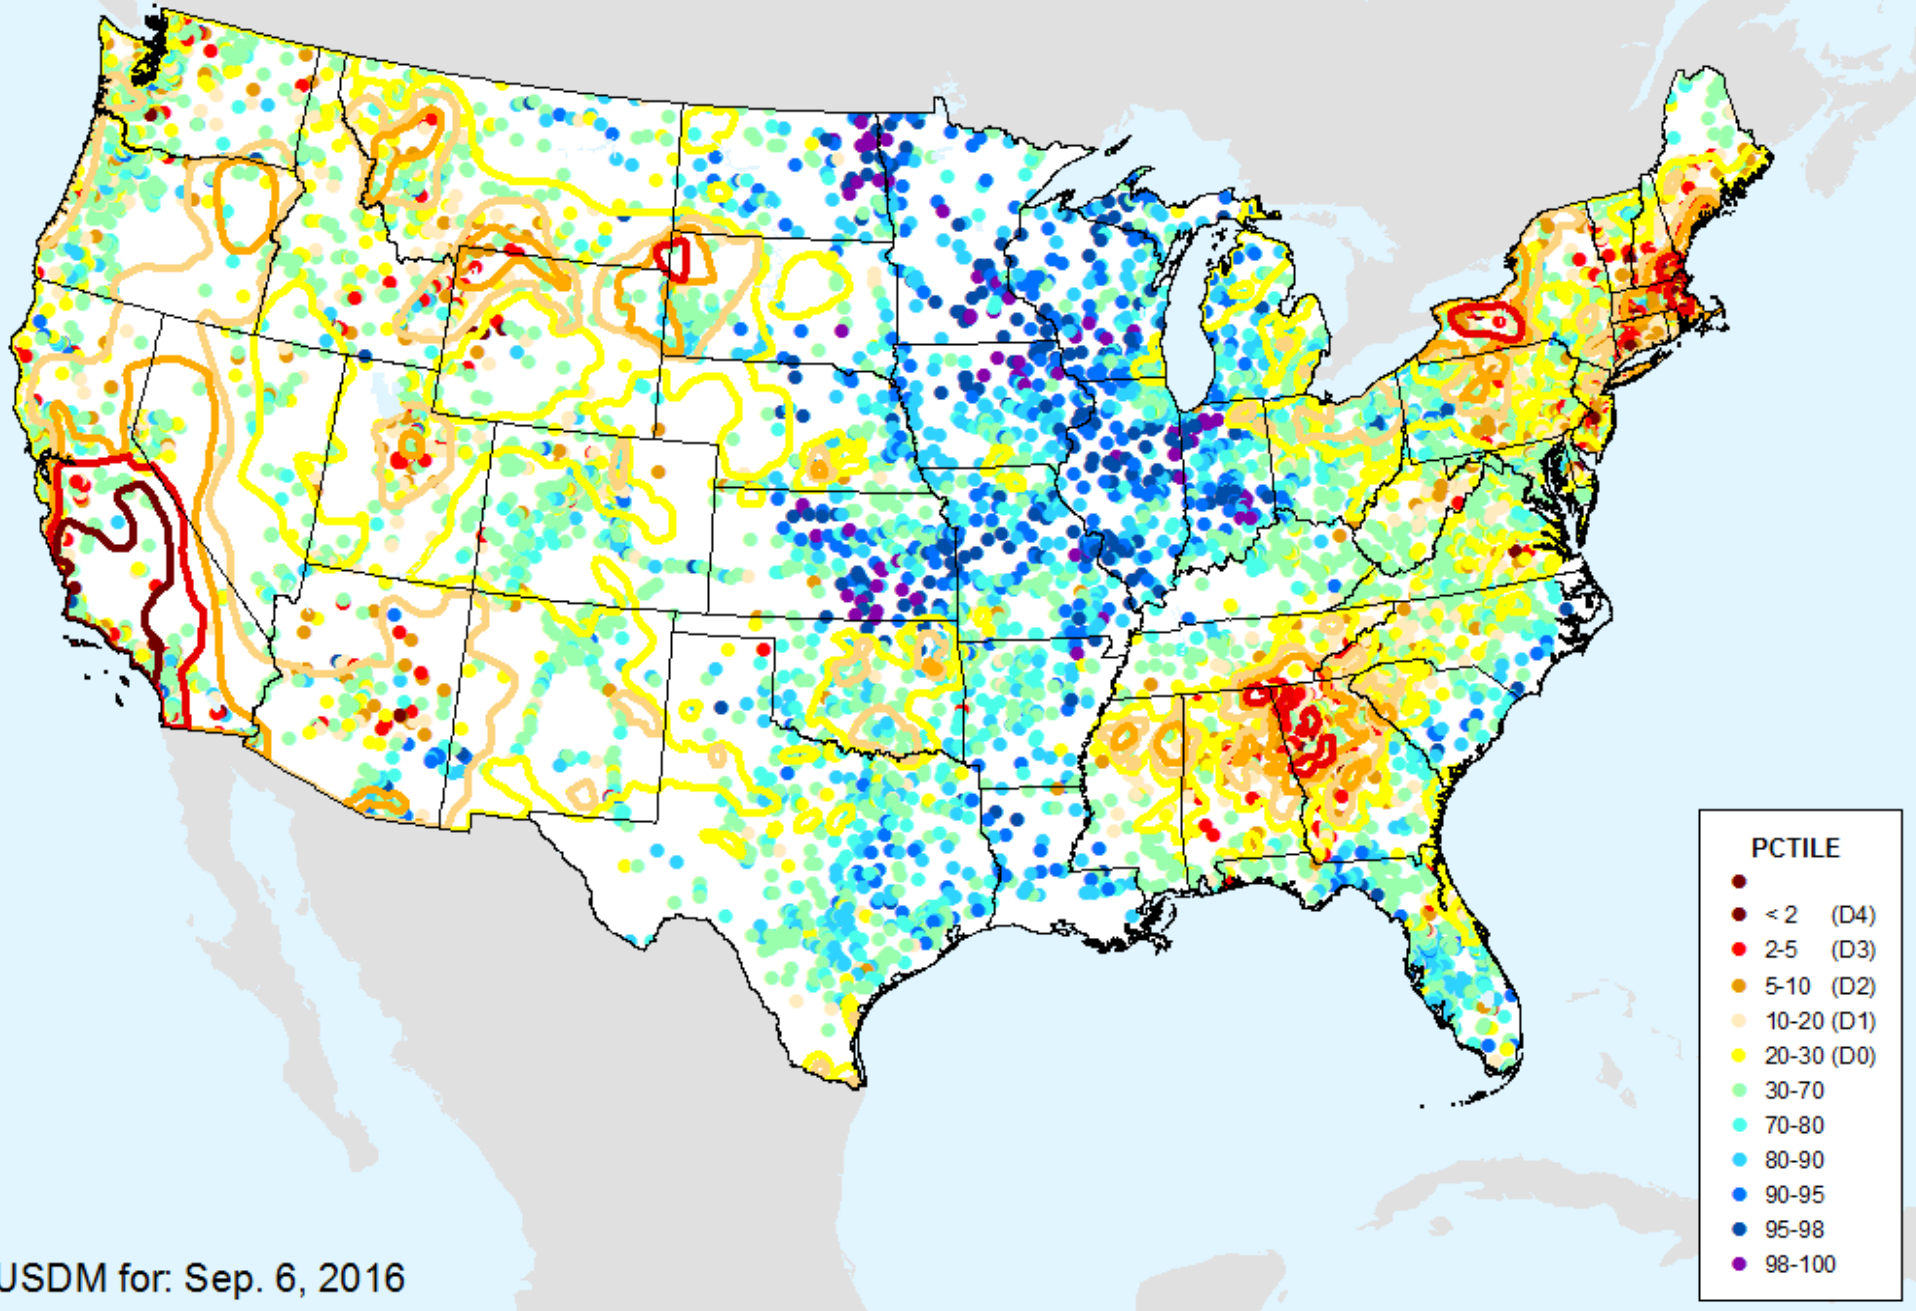 PCTILE
< 2 (D4)
2-5 (D3)
5-10 (D2)
10-20 (D1)
20-30 (D0)
30-70
70-80
80-90
90-95
95-98
98-100
USDM for: Sep. 6, 2016